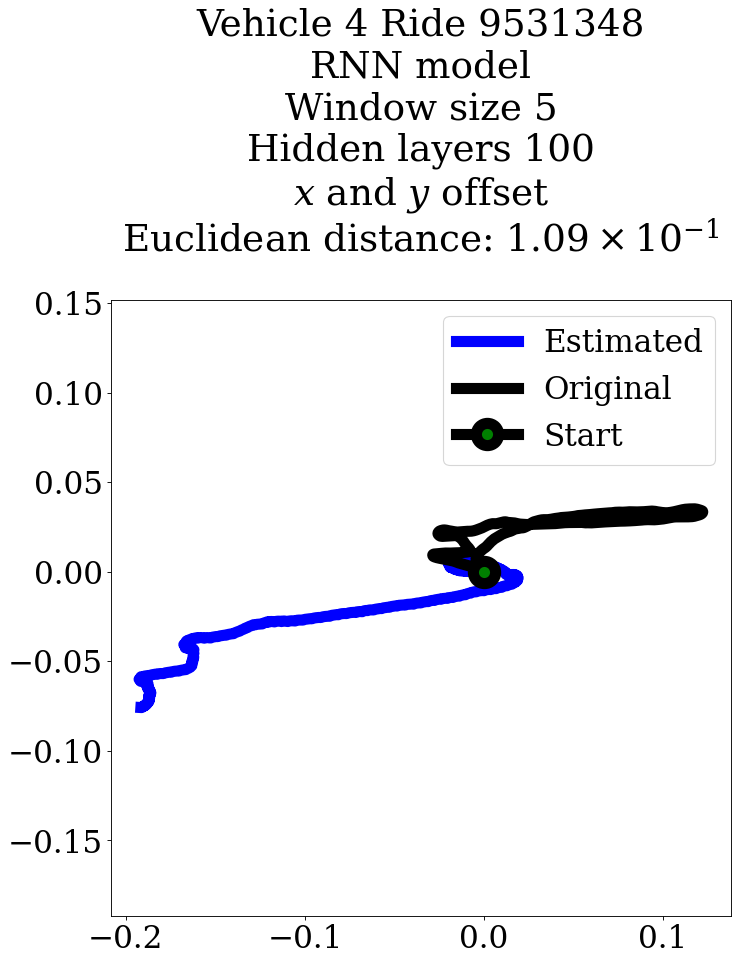 Vehicle 4 Ride 9531348
RNN model
Window size 5
Hidden layers 100
x and y offset
Euclidean distance: 1.09 × 10⁻¹
Estimated
Original
Start
0.15
0.10
0.05
0.00
−0.05
−0.10
−0.15
−0.2
−0.1
0.0
0.1